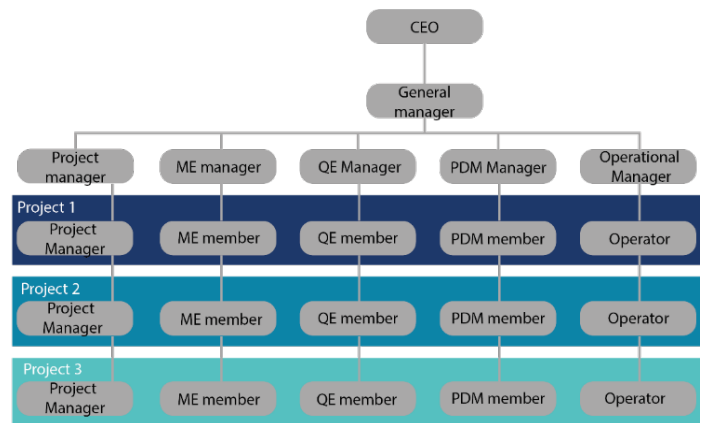 CEO
General
manager
Project
manager
ME manager
QE Manager
PDM Manager
Operational
Manager
Project 1
Project
Manager
ME member
QE member
PDM member
Operator
Project 2
Project
Manager
ME member
QE member
PDM member
Operator
Project 3
Project
Manager
ME member
QE member
PDM member
Operator